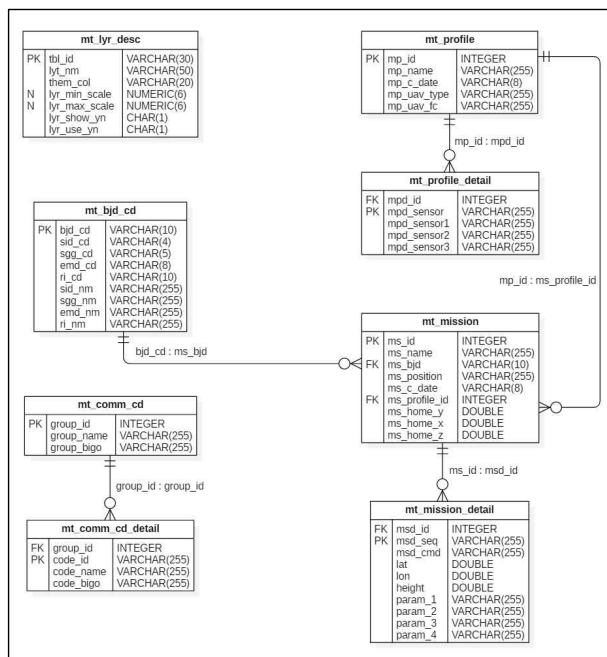 mt_lyr_desc
PK tbl_id VARCHAR(30)
lyt_nm VARCHAR(50)
them_col VARCHAR(20)
N lyr_min_scale NUMERIC(6)
N lyr_max_scale NUMERIC(6)
lyr_show_yn CHAR(1)
lyr_use_yn CHAR(1)
mt_profile
PK mp_id INTEGER
mp_name VARCHAR(255)
mp_c_date VARCHAR(8)
mp_uav_type VARCHAR(255)
mp_uav_fc VARCHAR(255)
mp_id : mpd_id
mt_profile_detail
FK mpd_id INTEGER
PK mpd_sensor VARCHAR(255)
mpd_sensor1 VARCHAR(255)
mpd_sensor2 VARCHAR(255)
mpd_sensor3 VARCHAR(255)
mp_id : ms_profile_id
mt_bjd_cd
PK bjd_cd VARCHAR(10)
sid_cd VARCHAR(4)
sgg_cd VARCHAR(5)
emd_cd VARCHAR(8)
ri_cd VARCHAR(10)
sid_nm VARCHAR(255)
sgg_nm VARCHAR(255)
emd_nm VARCHAR(255)
ri_nm VARCHAR(255)
bjd_cd : ms_bjd
mt_mission
PK ms_id INTEGER
ms_name VARCHAR(255)
FK ms_bjd VARCHAR(10)
ms_position VARCHAR(255)
ms_c_date VARCHAR(8)
FK ms_profile_id INTEGER
ms_home_y DOUBLE
ms_home_x DOUBLE
ms_home_z DOUBLE
ms_id : msd_id
mt_comm_cd
PK group_id INTEGER
group_name VARCHAR(255)
group_bigo VARCHAR(255)
group_id : group_id
mt_comm_cd_detail
FK group_id INTEGER
PK code_id VARCHAR(255)
code_name VARCHAR(255)
code_bigo VARCHAR(255)
mt_mission_detail
FK msd_id INTEGER
PK msd_seq VARCHAR(255)
msd_cmd VARCHAR(255)
lat DOUBLE
lon DOUBLE
height DOUBLE
param_1 VARCHAR(255)
param_2 VARCHAR(255)
param_3 VARCHAR(255)
param_4 VARCHAR(255)